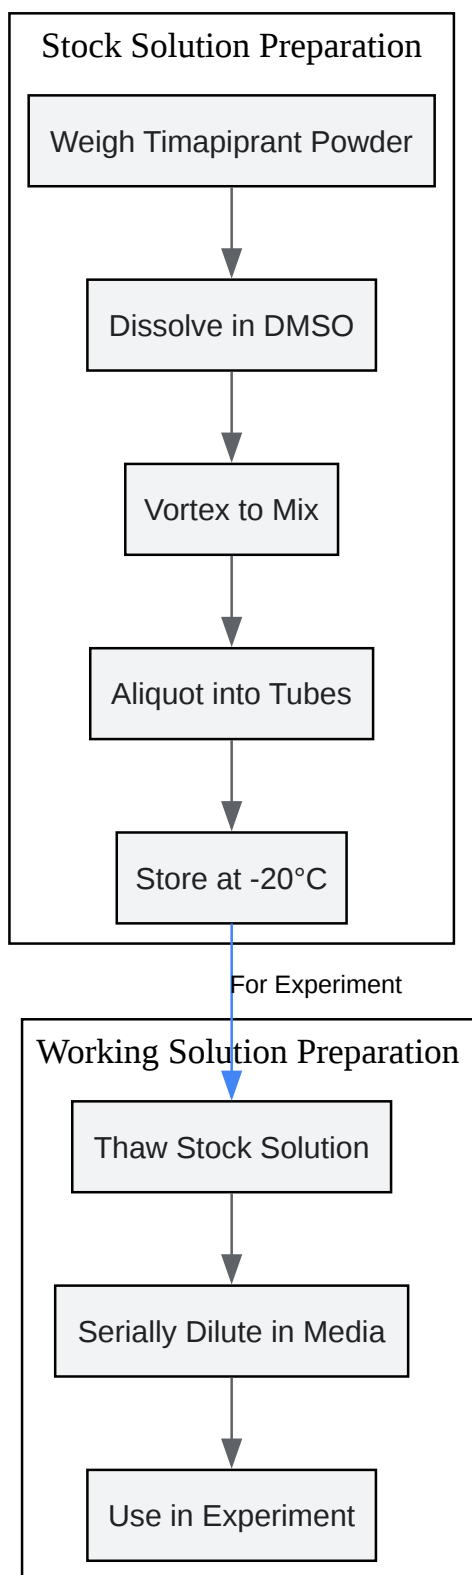 Stock Solution Preparation
Weigh Timapiprant Powder
Dissolve in DMSO
Vortex to Mix
Aliquot into Tubes
Store at -20°C
For Experiment
Working Solution Preparation
Thaw Stock Solution
Serially Dilute in Media
Use in Experiment